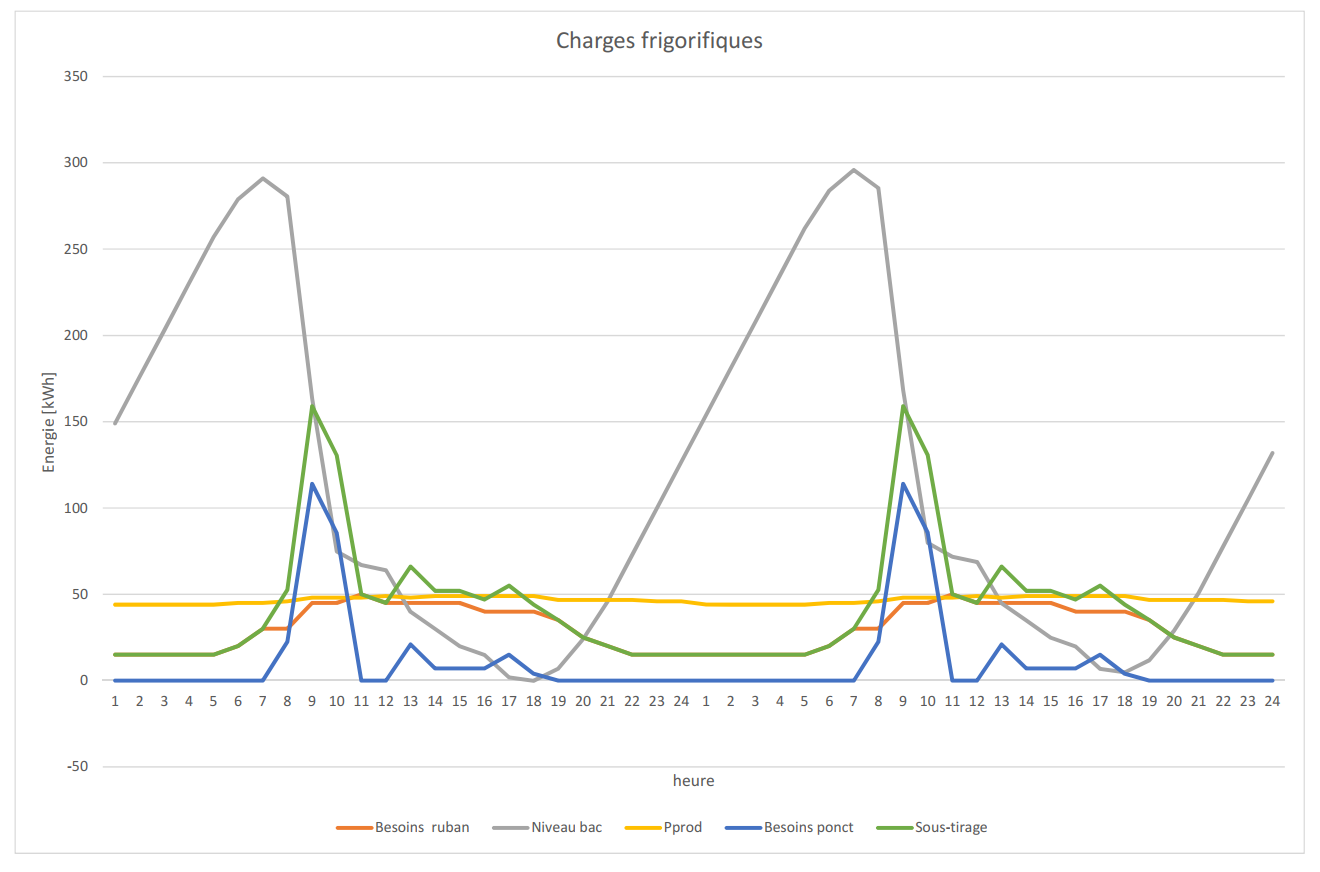 Charges frigorifiques
350
300
250
200
150
100
50
0
-50
Energie [kWh]
1 2 3 4 5 6 7 8 9 10 11 12 13 14 15 16 17 18 19 20 21 22 23 24 1 2 3 4 5 6 7 8 9 10 11 12 13 14 15 16 17 18 19 20 21 22 23 24
heure
Besoins ruban Niveau bac Pprod Besoins ponct Sous-tirage